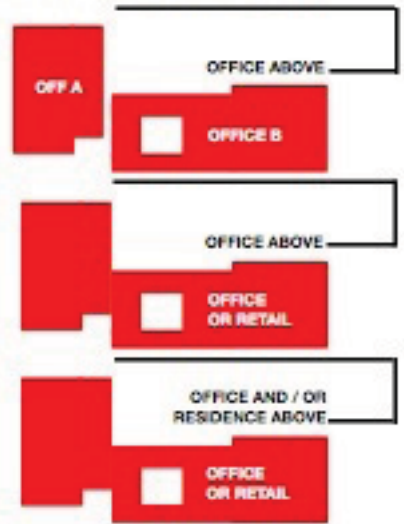 OFFICE ABOVE
OFF A
OFFICE B
OFFICE ABOVE
OFFICE
OR RETAIL
OFFICE AND / OR
RESIDENCE ABOVE
OFFICE
OR RETAIL